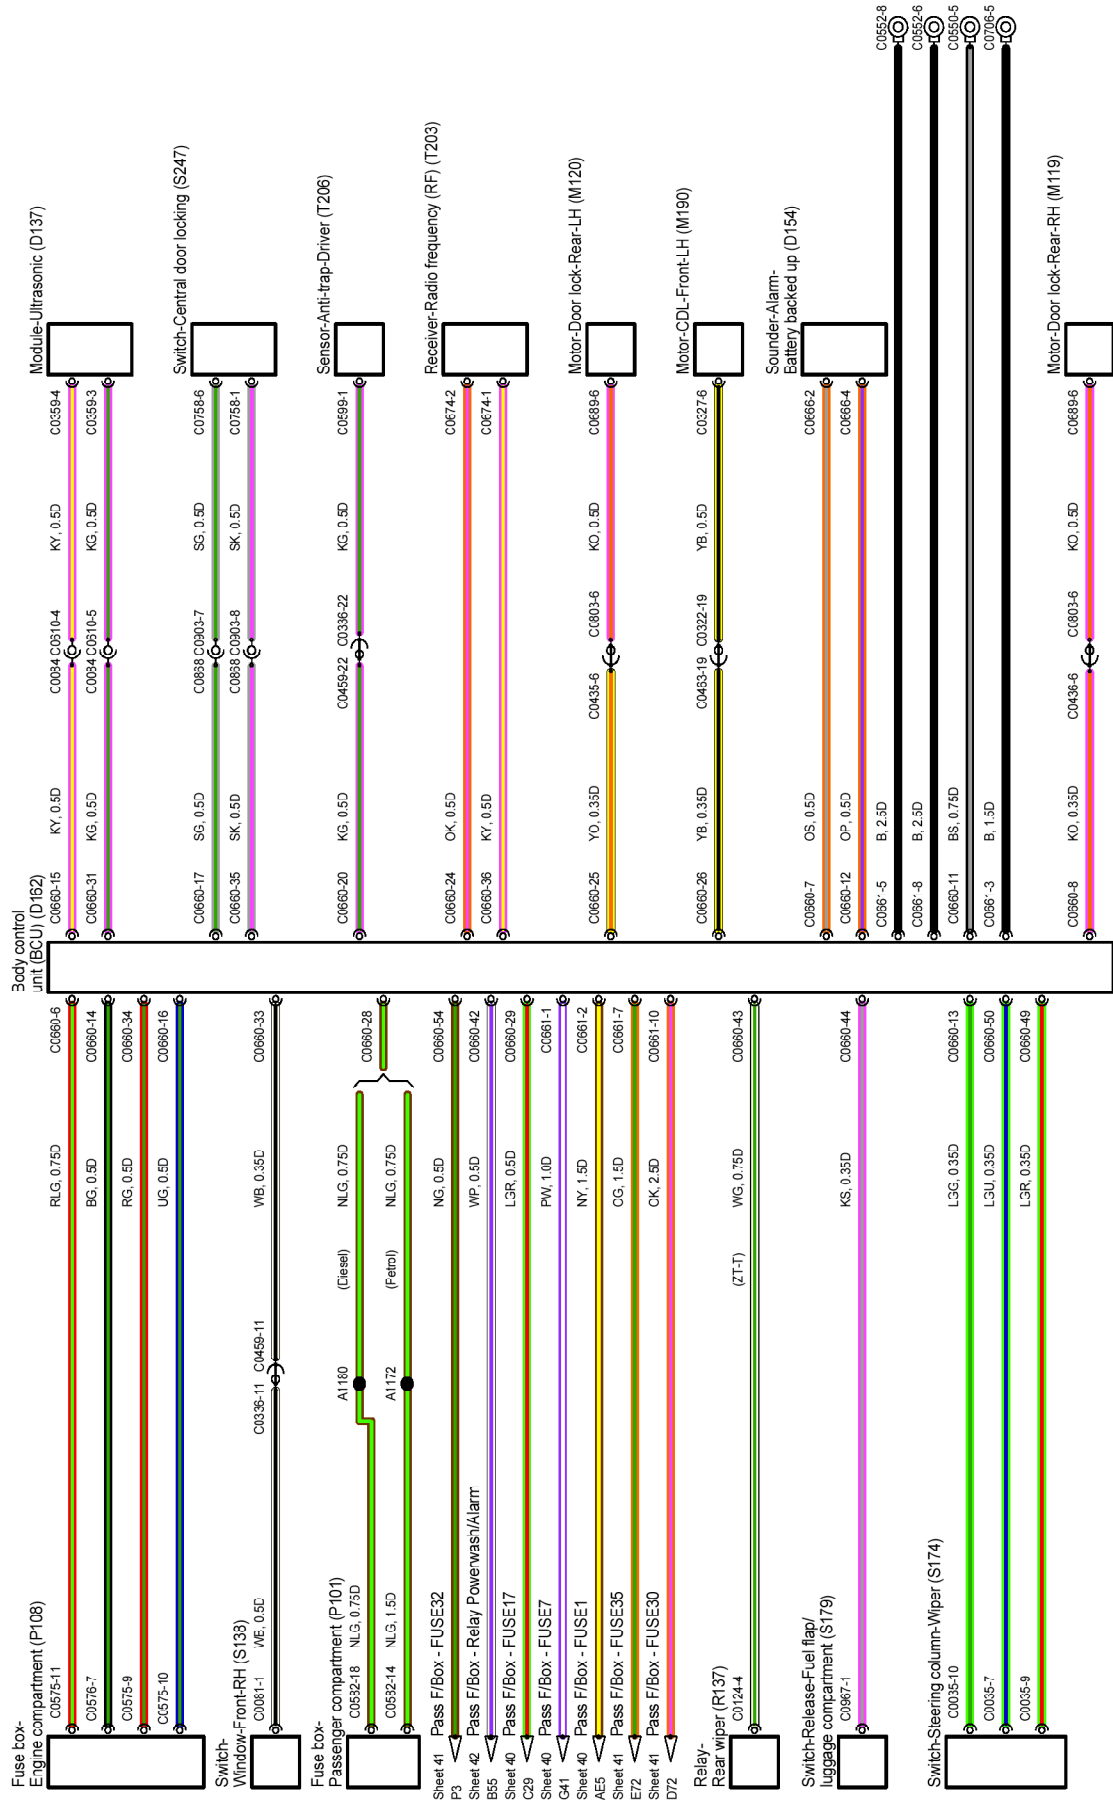 Fuse box-
Engine compartment (P108)
C0575-11
RLG, 0.75D
C0660-6
C0576-7
BG, 0.5D
C0660-14
C0575-9
RG, 0.5D
C0660-34
C0575-10
UG, 0.5D
C0660-16
Switch-
Window-Front-RH (S138)
C0081-1
WB, 0.5D
C0336-11
C0459-11
WB, 0.35D
C0660-33
Fuse box-
Passenger compartment (P101)
C0582-18
NLG, 0.75D
A1180
(Diesel)
NLG, 0.75D
C0660-28
C0582-14
NLG, 1.5D
A1172
(Petrol)
NLG, 0.75D
Sheet 41
Pass F/Box - FUSE32
P3
NG, 0.5D
C0660-54
Sheet 42
Pass F/Box - Relay Powerwash/Alarm
B55
WP, 0.5D
C0660-42
Sheet 40
Pass F/Box - FUSE17
C29
LGR, 0.5D
C0660-29
Sheet 40
Pass F/Box - FUSE7
G41
PW, 1.0D
C0661-1
Sheet 40
Pass F/Box - FUSE1
AE5
NY, 1.5D
C0661-2
Sheet 41
Pass F/Box - FUSE35
E72
OG, 1.5D
C0661-7
Sheet 41
Pass F/Box - FUSE30
D72
OK, 2.5D
C0661-10
Relay-
Rear wiper (R137)
C0124-4
(ZT-T)
WG, 0.75D
C0660-43
Switch-Release-Fuel flap/
luggage compartment (S179)
C0967-1
KS, 0.35D
C0660-44
Switch-Steering column-Wiper (S174)
C0035-10
LGG, 0.35D
C0660-13
C0035-7
LGU, 0.35D
C0660-50
C0035-9
LGR, 0.35D
C0660-49
Body control
unit (BCU) (D162)
C0660-15
KY, 0.5D
C0084
C0610-4
KY, 0.5D
C0359-4
Module-Ultrasonic (D137)
C0660-31
KG, 0.5D
C0084
C0610-5
KG, 0.5D
C0359-3
C0660-17
SG, 0.5D
C0868
C0903-7
SG, 0.5D
C0758-6
Switch-Central door locking (S247)
C0660-35
SK, 0.5D
C0868
C0903-8
SK, 0.5D
C0758-1
C0660-20
KG, 0.5D
C0459-22
C0336-22
KG, 0.5D
C0599-1
Sensor-Anti-trap-Driver (T206)
C0660-24
OK, 0.5D
C0674-2
Receiver-Radio frequency (RF) (T203)
C0660-36
KY, 0.5D
C0674-1
C0660-25
YO, 0.35D
C0435-6
C0803-6
KO, 0.5D
C0689-6
Motor-Door lock-Rear-LH (M120)
C0660-26
YB, 0.35D
C0463-19
C0322-19
YB, 0.5D
C0327-6
Motor-CDL-Front-LH (M190)
C0660-7
OS, 0.5D
C0666-2
Sounder-Alarm-
Battery backed up (D154)
C0660-12
OP, 0.5D
C0666-4
C0661-5
B, 2.5D
C0552-8
C0661-8
B, 2.5D
C0552-6
C0660-11
BS, 0.75D
C0550-5
C0661-3
B, 1.5D
C0706-5
C0660-8
KO, 0.35D
C0436-6
C0803-6
KO, 0.5D
C0689-6
Motor-Door lock-Rear-RH (M119)